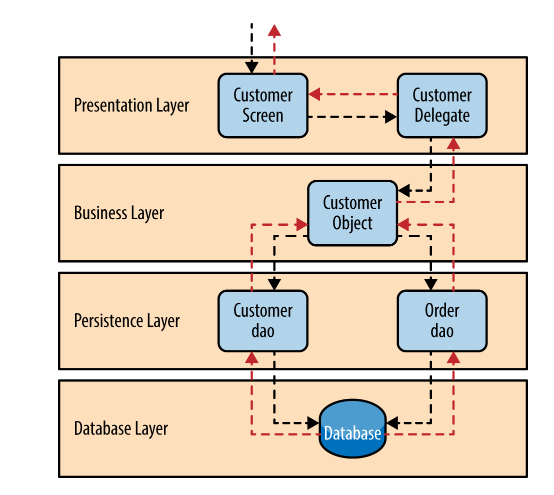 Presentation Layer
Customer
Screen
Customer
Delegate
Business Layer
Customer
Object
Persistence Layer
Customer
dao
Order
dao
Database Layer
Database